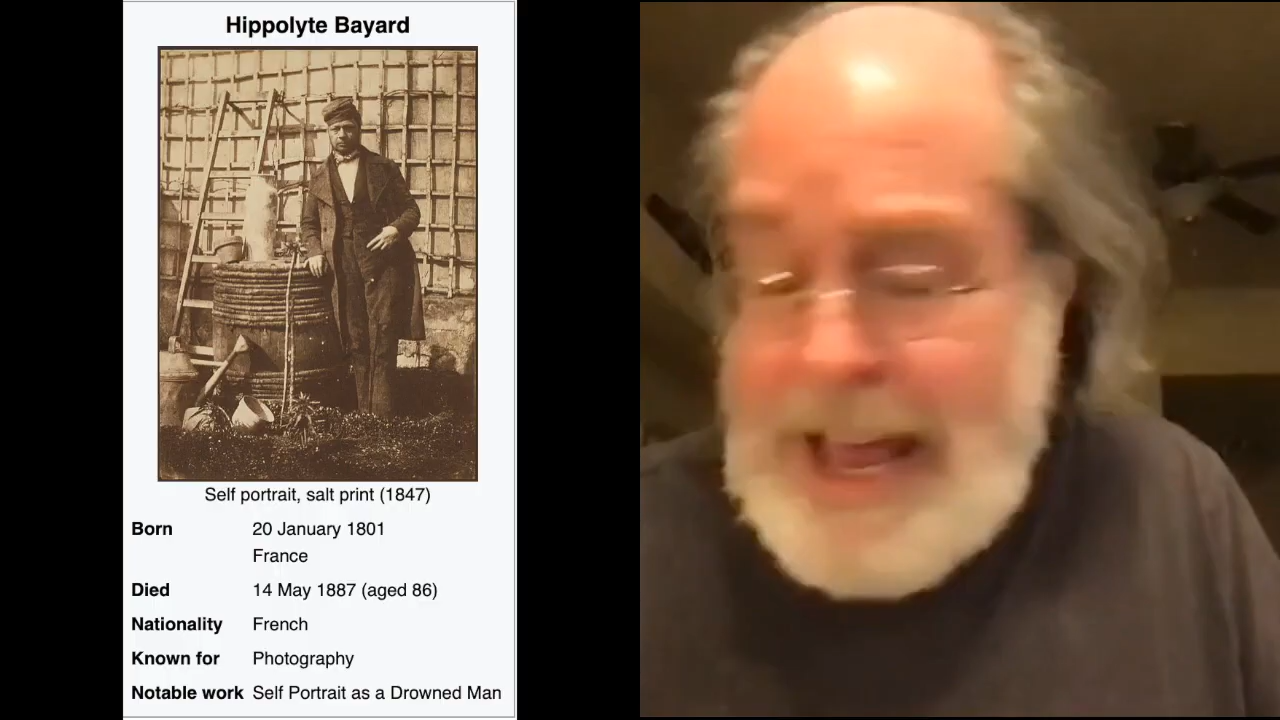 Hippolyte Bayard
Self portrait, salt print (1847)
Born 20 January 1801
France
Died 14 May 1887 (aged 86)
Nationality French
Known for Photography
Notable work Self Portrait as a Drowned Man